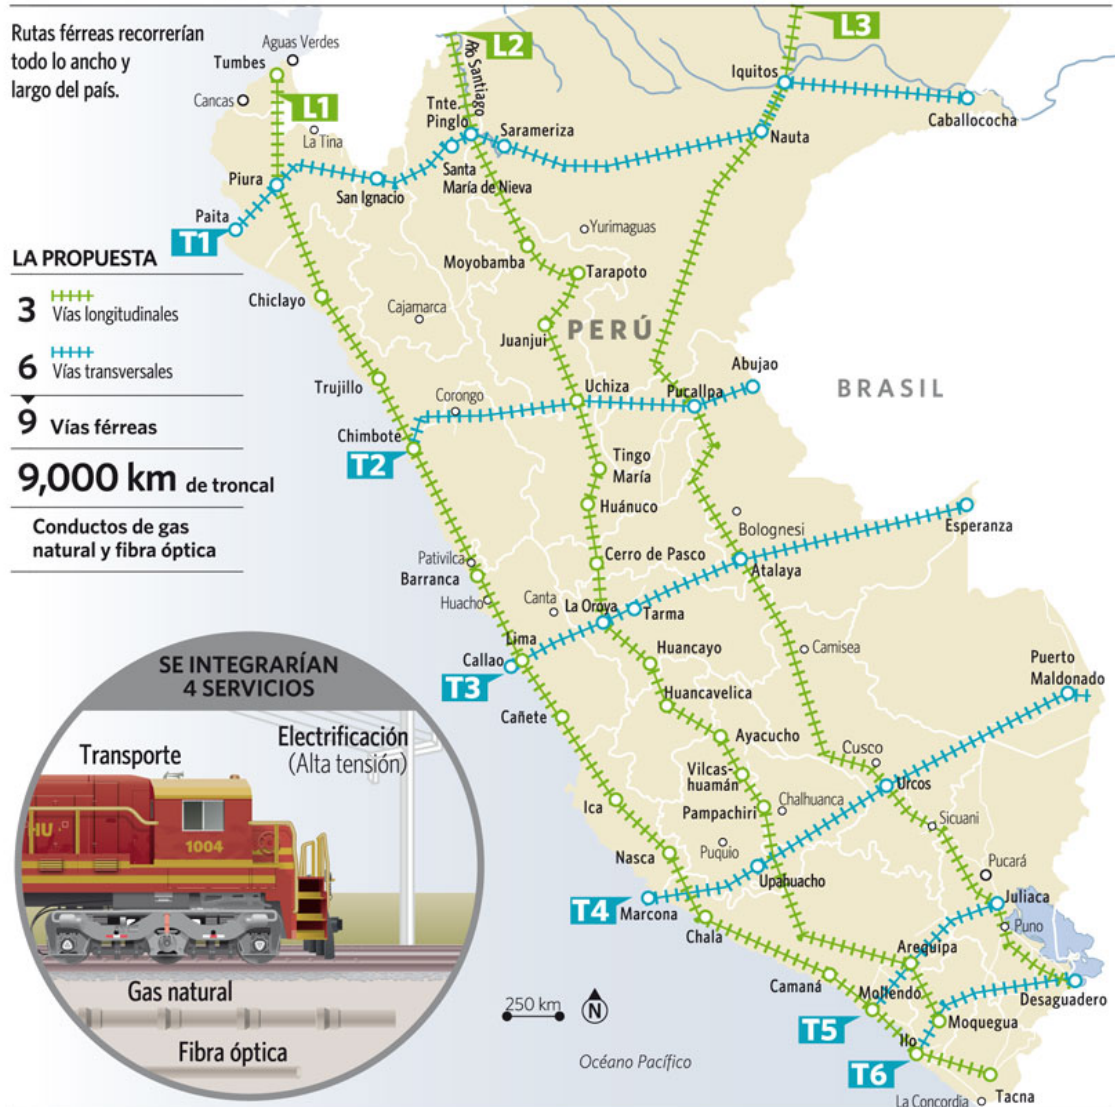 Rutas férreas recorrerían
todo lo ancho y
largo del país.
LA PROPUESTA
3 Vías longitudinales
6 Vías transversales
9 Vías férreas
9,000 km de troncal
Conductos de gas
natural y fibra óptica
Aguas Verdes
Tumbes
Cancas
L1
La Tina
Piura
Paita
T1
San Ignacio
L2
Río Santiago
Tnte.
Pinglo
Sarameriza
Santa
María de Nieva
L3
Iquitos
Caballococha
Nauta
Yurimaguas
Moyobamba
Tarapoto
Chiclayo
Cajamarca
Juanjui
PERÚ
BRASIL
Trujillo
Corongo
Uchiza
Pucallpa
Abujao
Chimbote
T2
Tingo
María
Huánuco
Bolognesi
Esperanza
Pativilca
Barranca
Huacho
Cerro de Pasco
Atalaya
Canta
La Oroya
Tarma
Lima
Callao
T3
Huancayo
Camisea
Puerto
Maldonado
Huancavelica
Cañete
Ayacucho
Cusco
Vilcas-
huamán
Urcos
Ica
Pampachiri
Chalhuanca
Sicuani
Nasca
Puquio
Pucará
Upahuacho
T4
Marcona
Juliaca
Chala
Puno
Arequipa
Camaná
Mollendo
Desaguadero
T5
Moquegua
Ilo
T6
Tacna
La Concordia
250 km
N
Océano Pacífico
SE INTEGRARÍAN
4 SERVICIOS
Transporte
Electrificación
(Alta tensión)
HU
1004
Gas natural
Fibra óptica